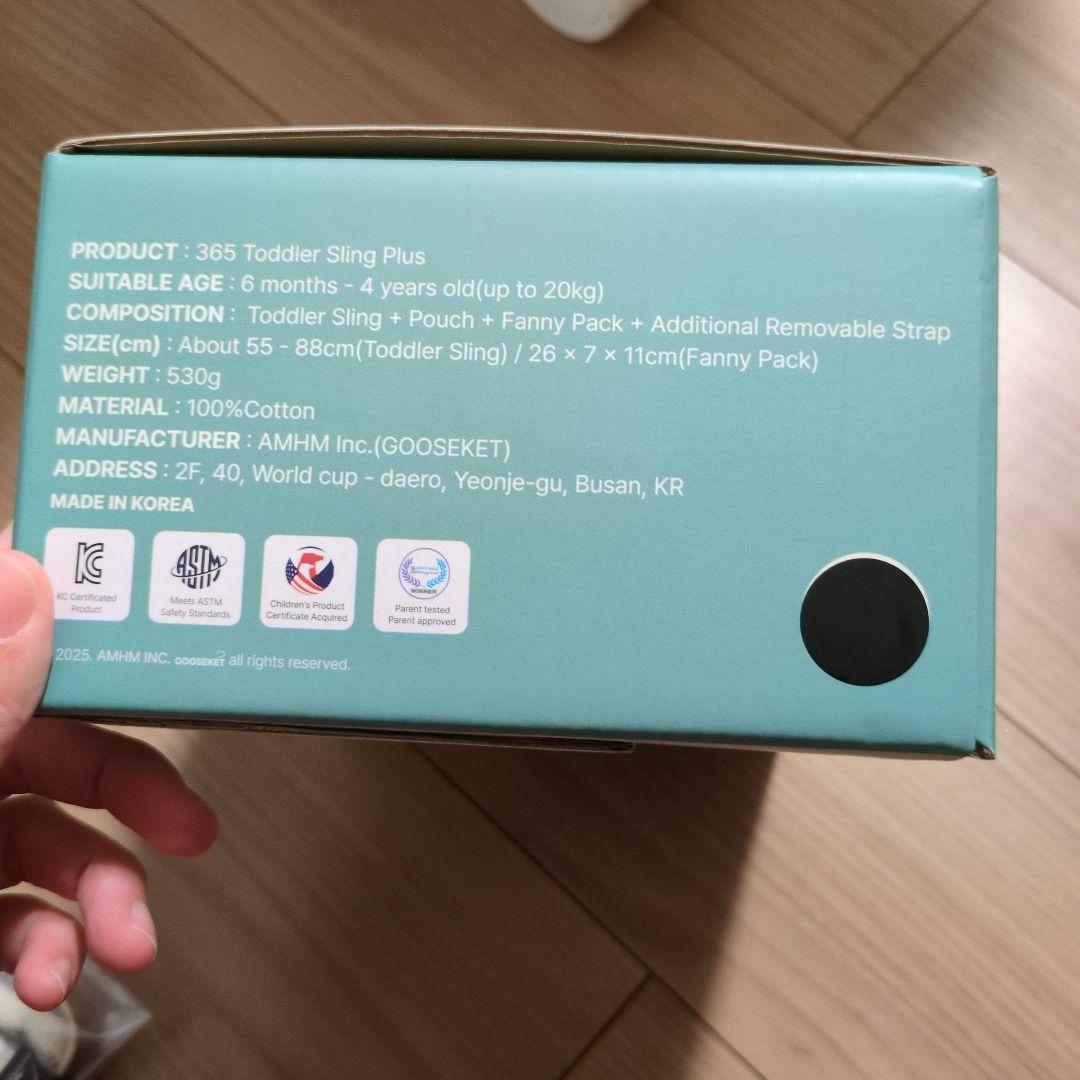 PRODUCT : 365 Toddler Sling Plus
SUITABLE AGE : 6 months - 4 years old(up to 20kg)
COMPOSITION : Toddler Sling + Pouch + Fanny Pack + Additional Removable Strap
SIZE(cm) : About 55 - 88cm(Toddler Sling) / 26 × 7 × 11cm(Fanny Pack)
WEIGHT : 530g
MATERIAL : 100%Cotton
MANUFACTURER : AMHM Inc.(GOOSEKET)
ADDRESS : 2F, 40, World cup - daero, Yeonje-gu, Busan, KR
MADE IN KOREA
KC Certificated
Product
ASTM
Meets ASTM
Safety Standards
Children's Product
Certificate Acquired
WINNER
Parent tested
Parent approved
2025. AMHM INC. GOOSEKET all rights reserved.